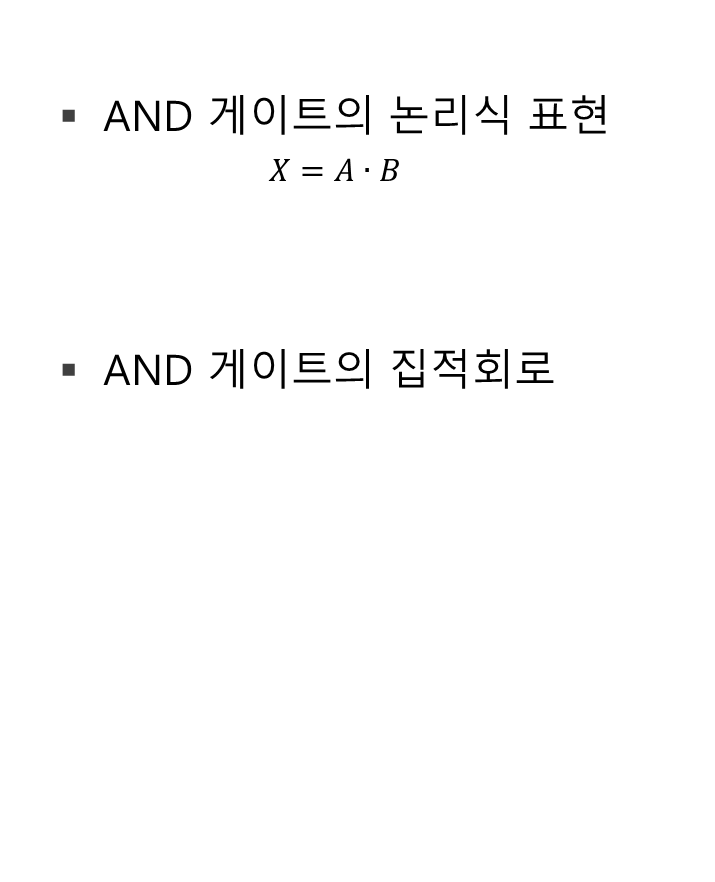 ▪ AND 게이트의 논리식 표현
X = A · B
▪ AND 게이트의 집적회로